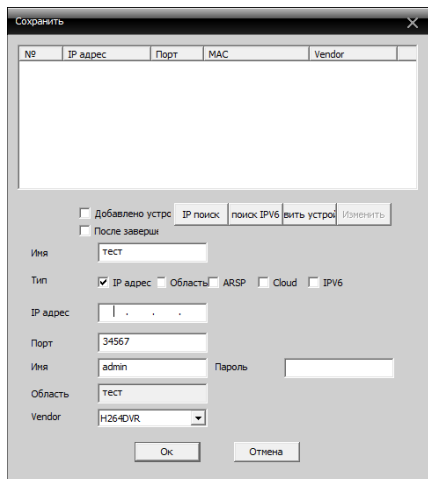 Сохранить
№ IP адрес Порт MAC Vendor
Добавлено устрс IP поиск поиск IPV6 вить устрой Изменить
После заверши
Имя тест
Тип IP адрес Область ARSP Cloud IPV6
IP адрес . . .
Порт 34567
Имя admin Пароль
Область тест
Vendor H264DVR
Ок Отмена